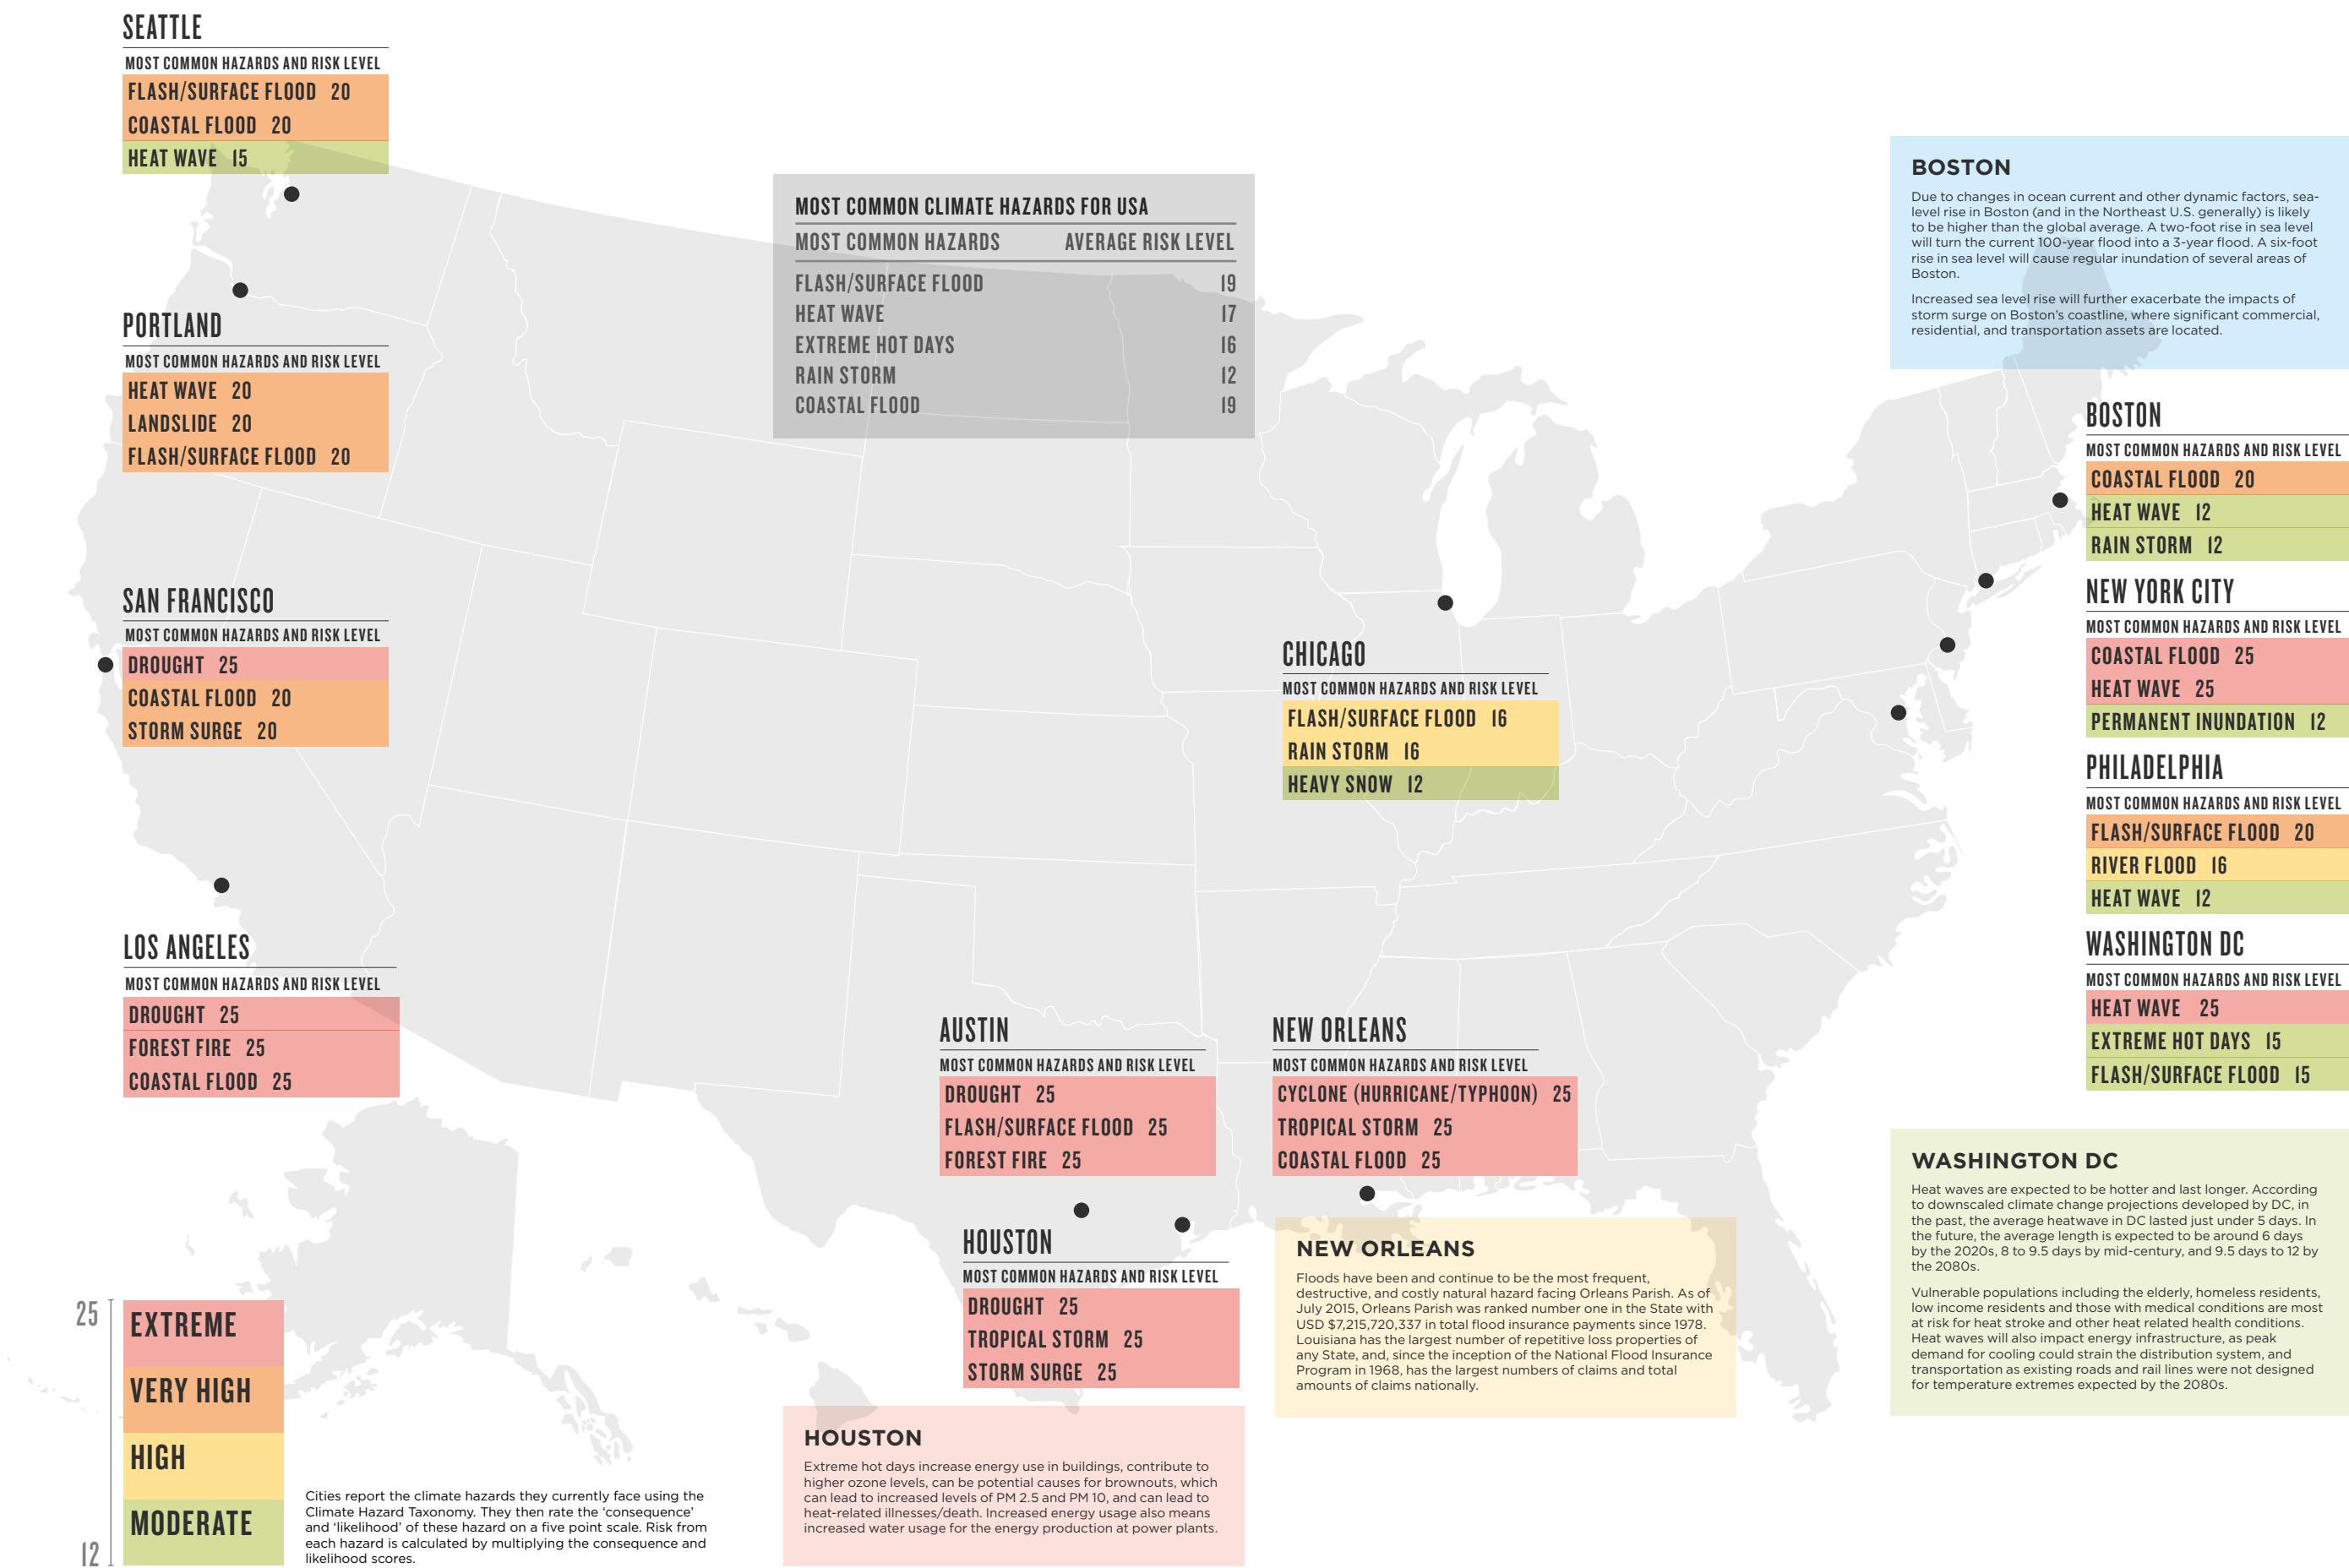 SEATTLE
MOST COMMON HAZARDS AND RISK LEVEL
FLASH/SURFACE FLOOD 20
COASTAL FLOOD 20
HEAT WAVE 15
PORTLAND
MOST COMMON HAZARDS AND RISK LEVEL
HEAT WAVE 20
LANDSLIDE 20
FLASH/SURFACE FLOOD 20
SAN FRANCISCO
MOST COMMON HAZARDS AND RISK LEVEL
DROUGHT 25
COASTAL FLOOD 20
STORM SURGE 20
LOS ANGELES
MOST COMMON HAZARDS AND RISK LEVEL
DROUGHT 25
FOREST FIRE 25
COASTAL FLOOD 25
MOST COMMON CLIMATE HAZARDS FOR USA
MOST COMMON HAZARDS AVERAGE RISK LEVEL
FLASH/SURFACE FLOOD 19
HEAT WAVE 17
EXTREME HOT DAYS 16
RAIN STORM 12
COASTAL FLOOD 19
CHICAGO
MOST COMMON HAZARDS AND RISK LEVEL
FLASH/SURFACE FLOOD 16
RAIN STORM 16
HEAVY SNOW 12
AUSTIN
MOST COMMON HAZARDS AND RISK LEVEL
DROUGHT 25
FLASH/SURFACE FLOOD 25
FOREST FIRE 25
NEW ORLEANS
MOST COMMON HAZARDS AND RISK LEVEL
CYCLONE (HURRICANE/TYPHOON) 25
TROPICAL STORM 25
COASTAL FLOOD 25
HOUSTON
MOST COMMON HAZARDS AND RISK LEVEL
DROUGHT 25
TROPICAL STORM 25
STORM SURGE 25
HOUSTON
Extreme hot days increase energy use in buildings, contribute to
higher ozone levels, can be potential causes for brownouts, which
can lead to increased levels of PM 2.5 and PM 10, and can lead to
heat-related illnesses/death. Increased energy usage also means
increased water usage for the energy production at power plants.
NEW ORLEANS
Floods have been and continue to be the most frequent,
destructive, and costly natural hazard facing Orleans Parish. As of
July 2015, Orleans Parish was ranked number one in the State with
USD $7,215,720,337 in total flood insurance payments since 1978.
Louisiana has the largest number of repetitive loss properties of
any State, and, since the inception of the National Flood Insurance
Program in 1968, has the largest numbers of claims and total
amounts of claims nationally.
BOSTON
Due to changes in ocean current and other dynamic factors, sea-
level rise in Boston (and in the Northeast U.S. generally) is likely
to be higher than the global average. A two-foot rise in sea level
will turn the current 100-year flood into a 3-year flood. A six-foot
rise in sea level will cause regular inundation of several areas of
Boston.
Increased sea level rise will further exacerbate the impacts of
storm surge on Boston's coastline, where significant commercial,
residential, and transportation assets are located.
BOSTON
MOST COMMON HAZARDS AND RISK LEVEL
COASTAL FLOOD 20
HEAT WAVE 12
RAIN STORM 12
NEW YORK CITY
MOST COMMON HAZARDS AND RISK LEVEL
COASTAL FLOOD 25
HEAT WAVE 25
PERMANENT INUNDATION 12
PHILADELPHIA
MOST COMMON HAZARDS AND RISK LEVEL
FLASH/SURFACE FLOOD 20
RIVER FLOOD 16
HEAT WAVE 12
WASHINGTON DC
MOST COMMON HAZARDS AND RISK LEVEL
HEAT WAVE 25
EXTREME HOT DAYS 15
FLASH/SURFACE FLOOD 15
WASHINGTON DC
Heat waves are expected to be hotter and last longer. According
to downscaled climate change projections developed by DC, in
the past, the average heatwave in DC lasted just under 5 days. In
the future, the average length is expected to be around 6 days
by the 2020s, 8 to 9.5 days by mid-century, and 9.5 days to 12 by
the 2080s.
Vulnerable populations including the elderly, homeless residents,
low income residents and those with medical conditions are most
at risk for heat stroke and other heat related health conditions.
Heat waves will also impact energy infrastructure, as peak
demand for cooling could strain the distribution system, and
transportation as existing roads and rail lines were not designed
for temperature extremes expected by the 2080s.
25
EXTREME
VERY HIGH
HIGH
MODERATE
12
Cities report the climate hazards they currently face using the
Climate Hazard Taxonomy. They then rate the ‘consequence’
and ‘likelihood’ of these hazard on a five point scale. Risk from
each hazard is calculated by multiplying the consequence and
likelihood scores.